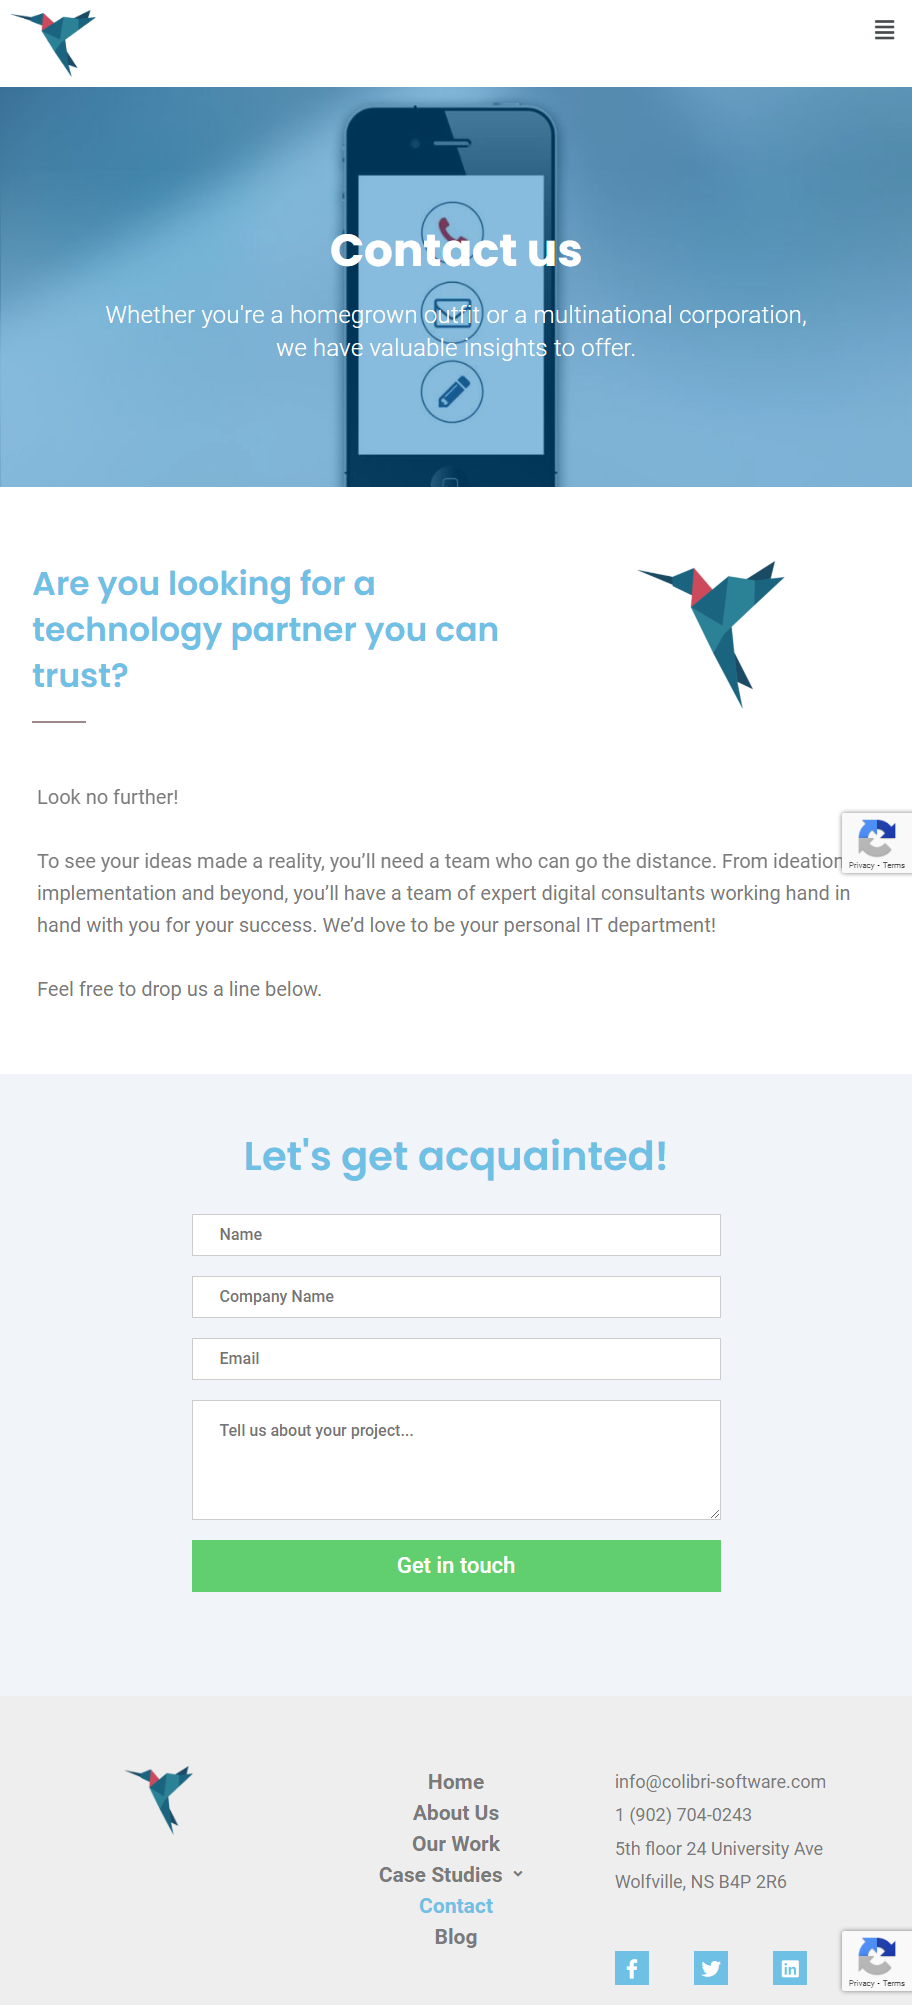 Contact us
Whether you're a homegrown outfit or a multinational corporation,
we have valuable insights to offer.
Are you looking for a
technology partner you can
trust?
Look no further!
To see your ideas made a reality, you’ll need a team who can go the distance. From ideation
implementation and beyond, you’ll have a team of expert digital consultants working hand in
hand with you for your success. We’d love to be your personal IT department!
Privacy - Terms
Feel free to drop us a line below.
Let's get acquainted!
Name
Company Name
Email
Tell us about your project...
Get in touch
Home
About Us
Our Work
Case Studies
Contact
Blog
info@colibri-software.com
1 (902) 704-0243
5th floor 24 University Ave
Wolfville, NS B4P 2R6
Privacy - Terms